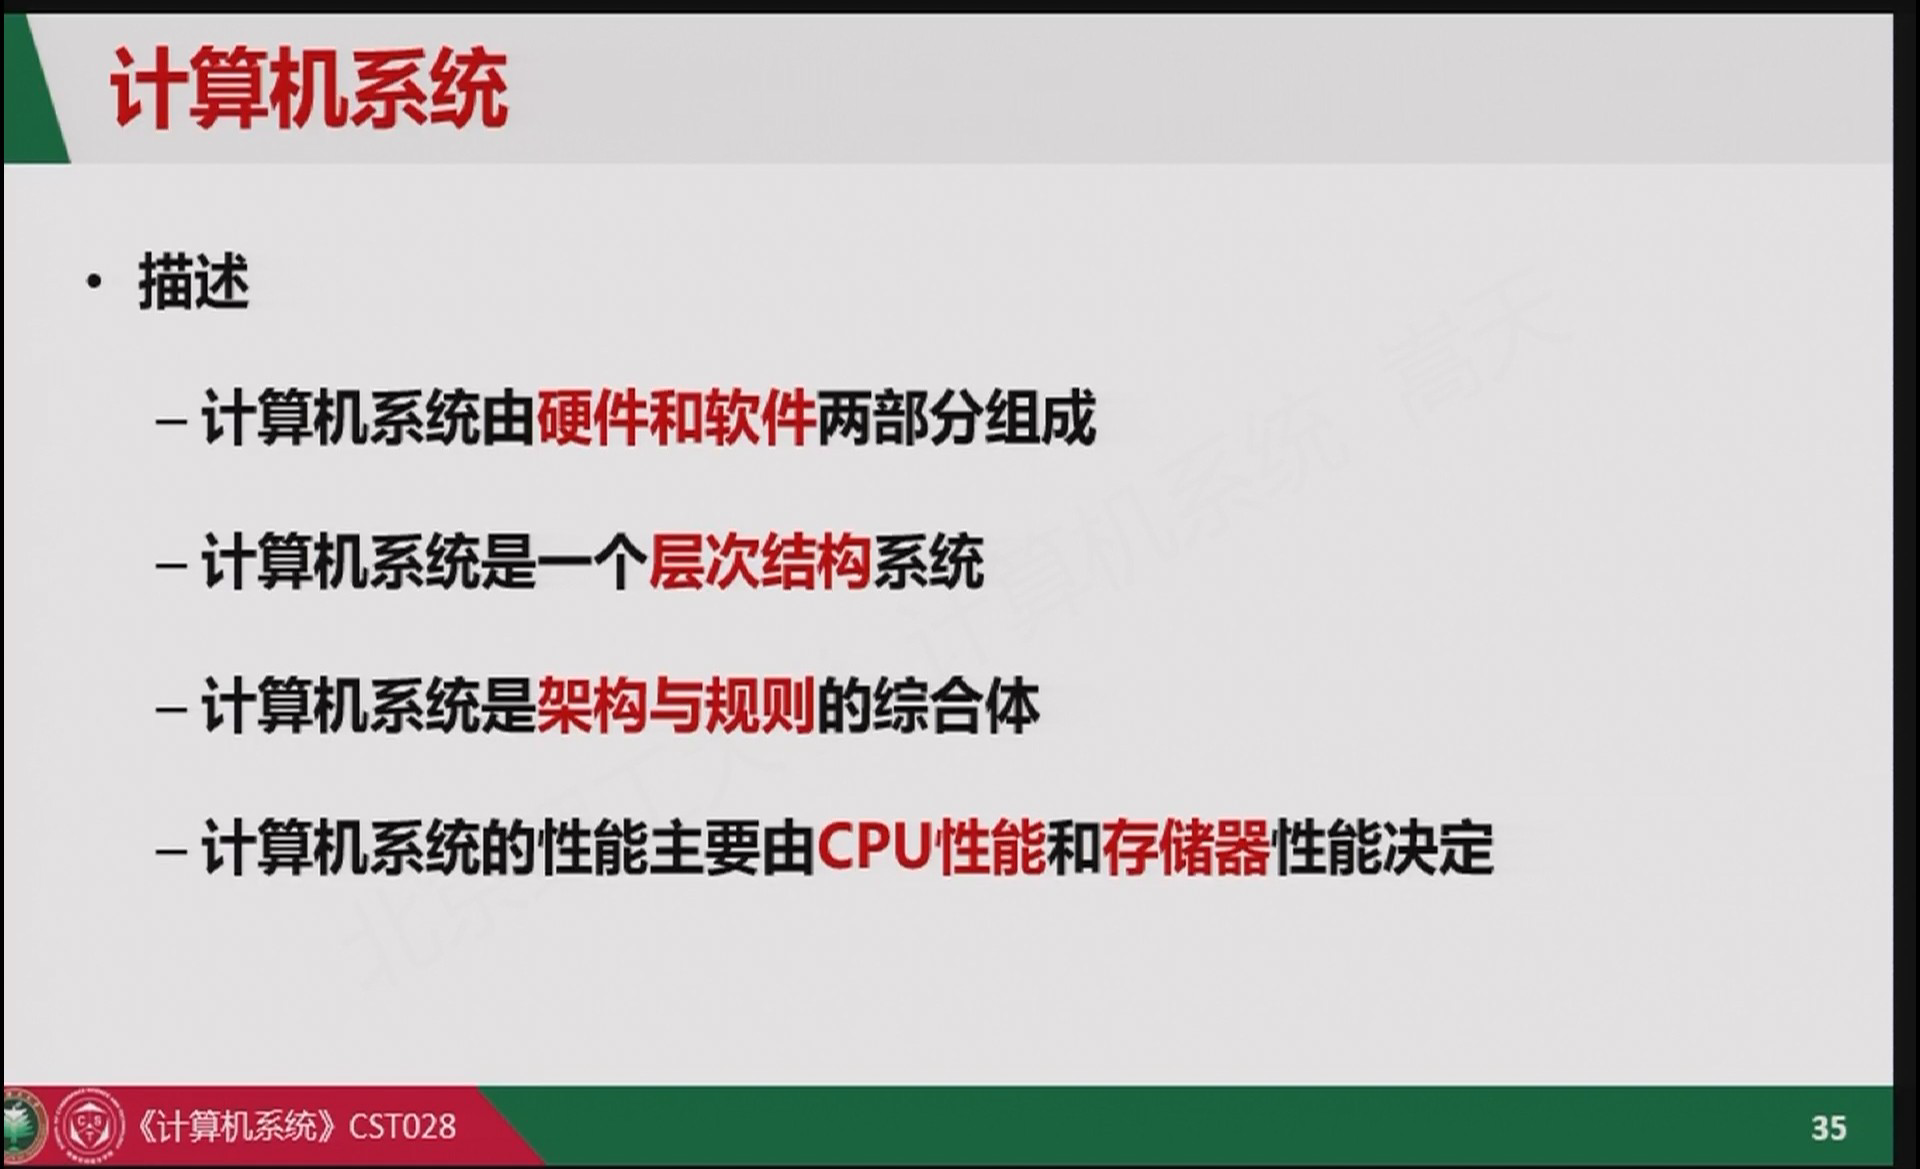 计算机系统
• 描述
– 计算机系统由硬件和软件两部分组成
– 计算机系统是一个层次结构系统
– 计算机系统是架构与规则的综合体
– 计算机系统的性能主要由CPU性能和存储器性能决定
北京理工大学 计算机系统 嵩天
《计算机系统》CST028
35